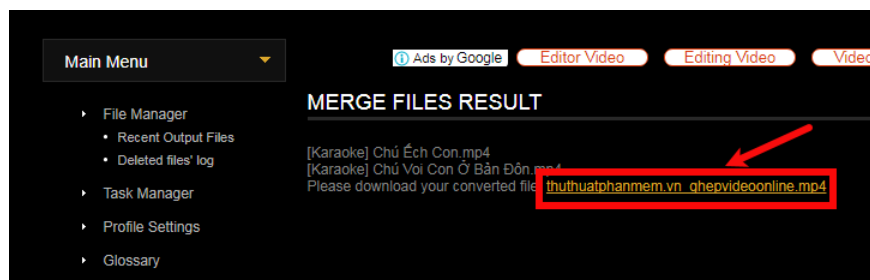 Main Menu
Ads by Google
Editor Video
Editing Video
Video
File Manager
Recent Output Files
Deleted files' log
Task Manager
Profile Settings
Glossary
MERGE FILES RESULT
[Karaoke] Chú Ếch Con.mp4
[Karaoke] Chú Voi Con Ở Bản Đôn.mp4
Please download your converted file thuthuatphanmem.vn_ghepvideoonline.mp4